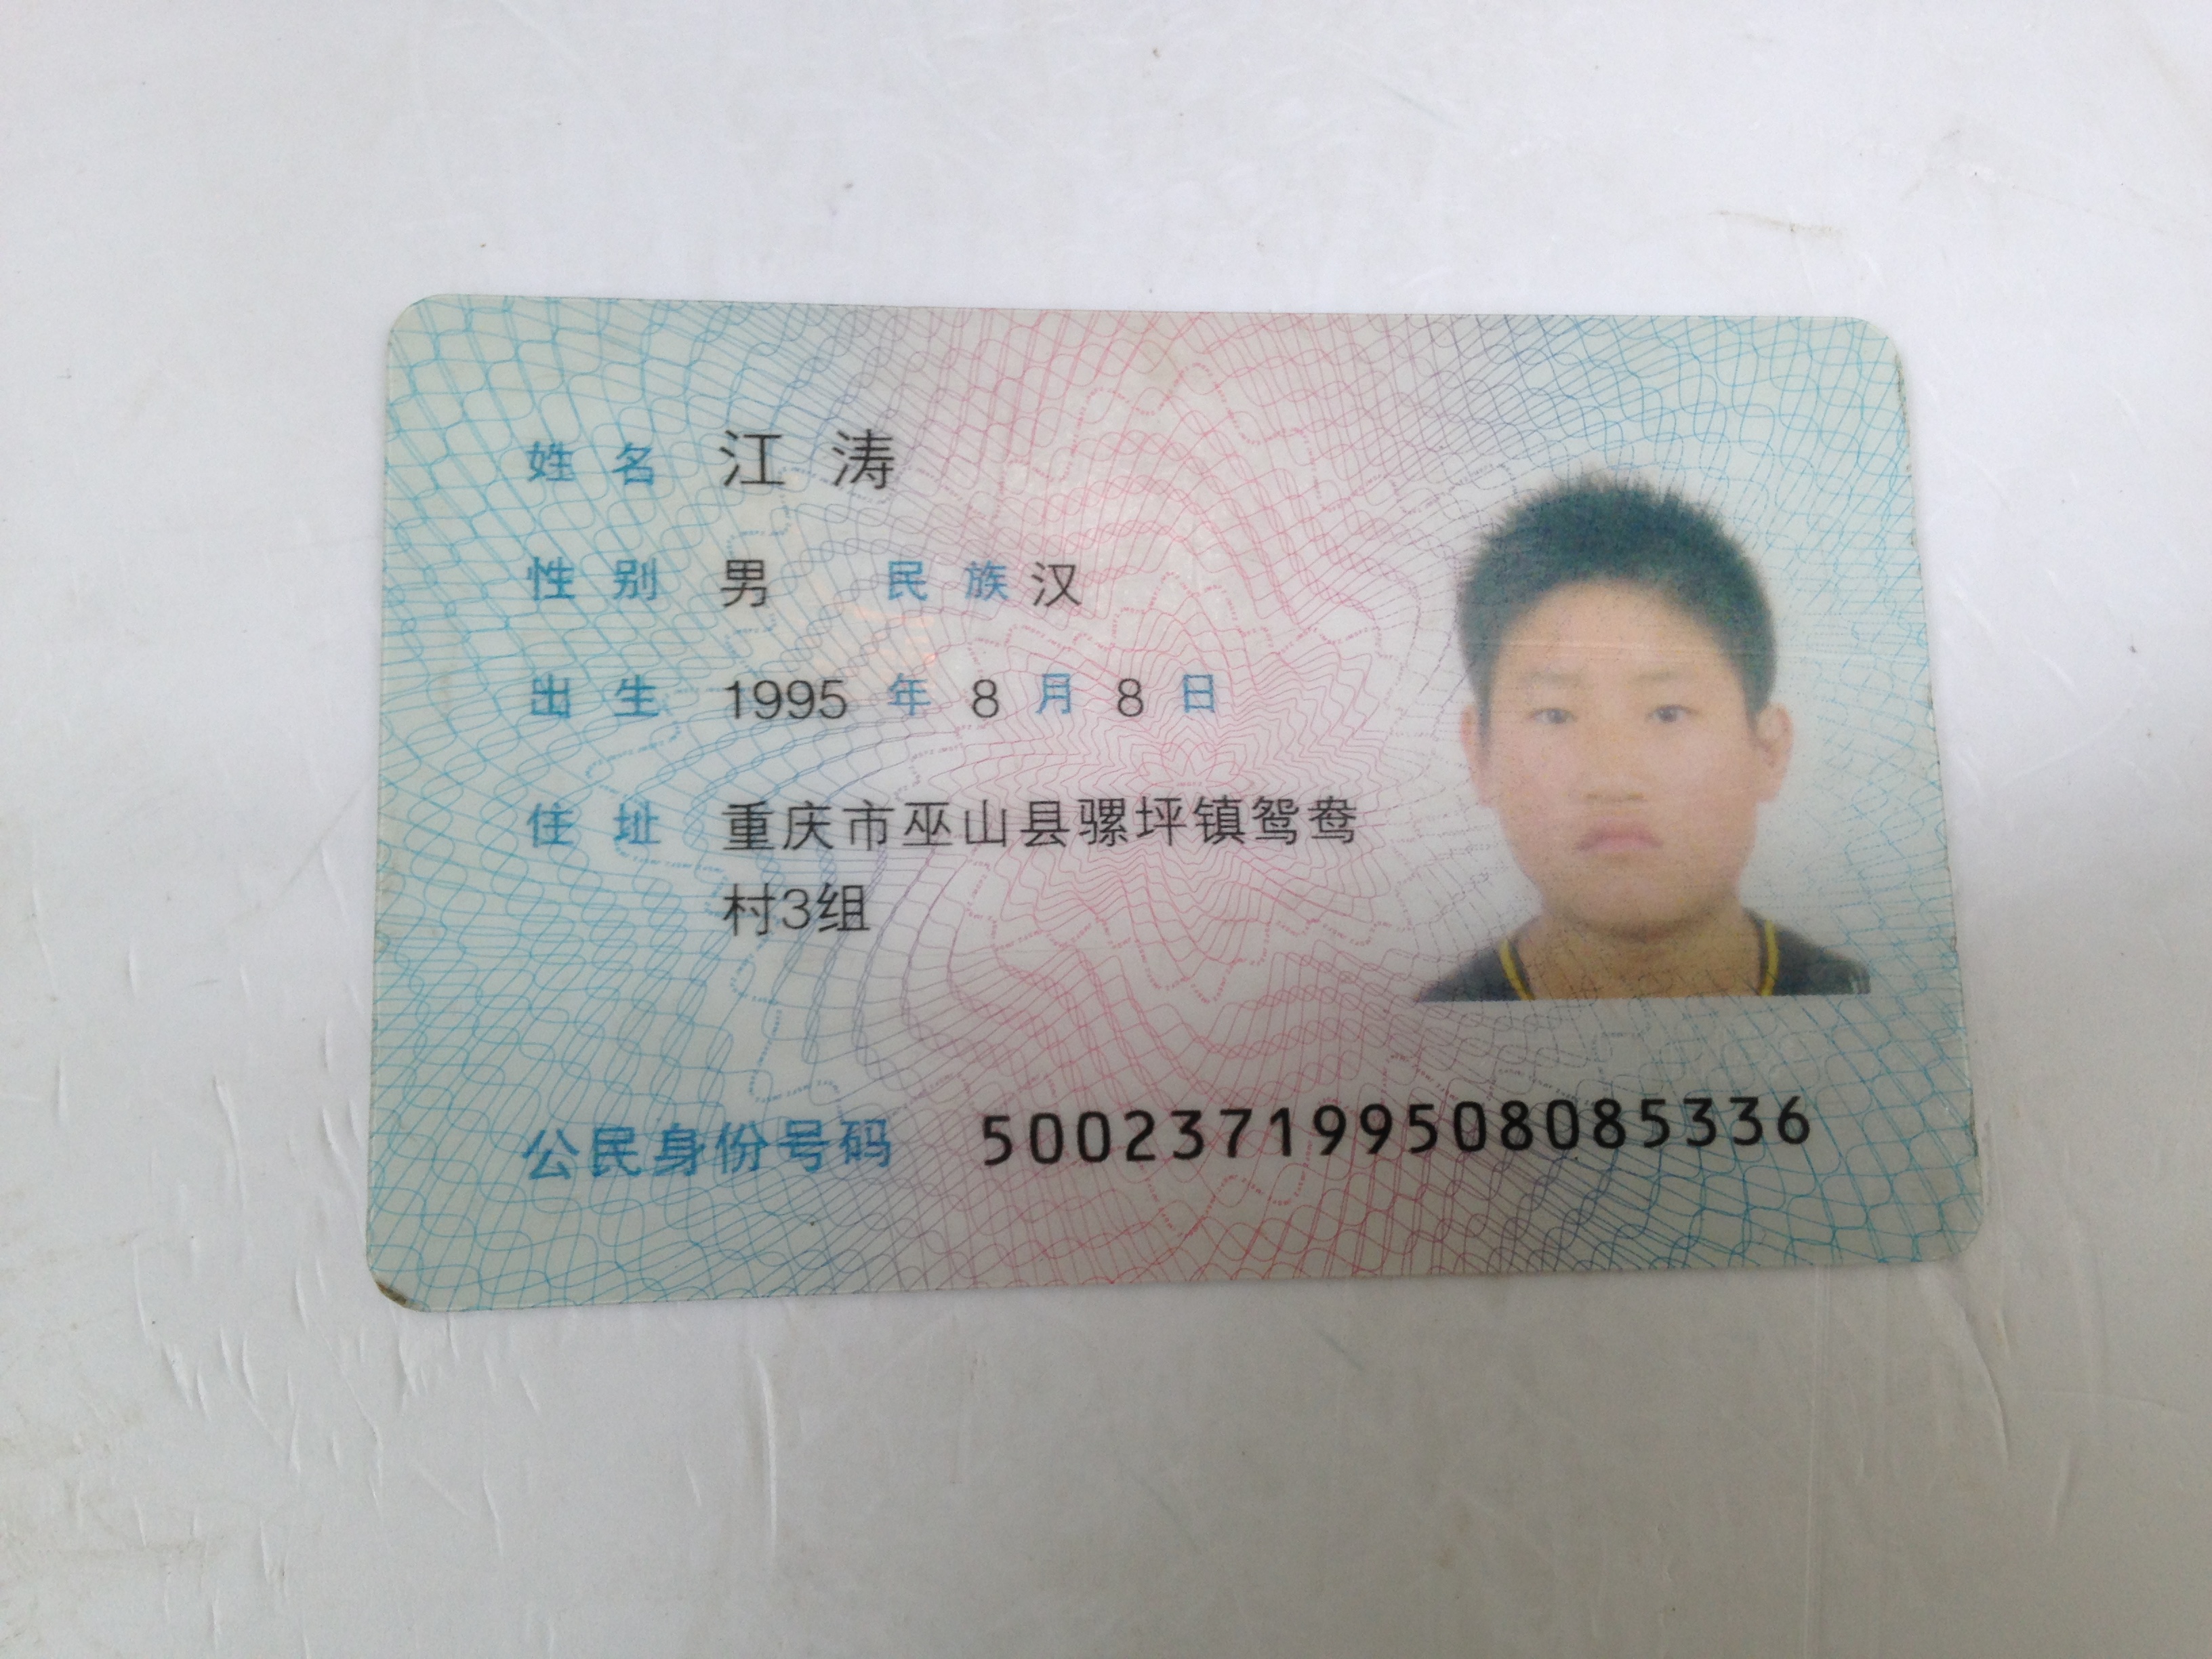 姓名 江涛
性别 男 民族 汉
出生 1995 年 8 月 8 日
住址 重庆市巫山县骡坪镇鸳鸯
村3组
公民身份号码 500237199508085336